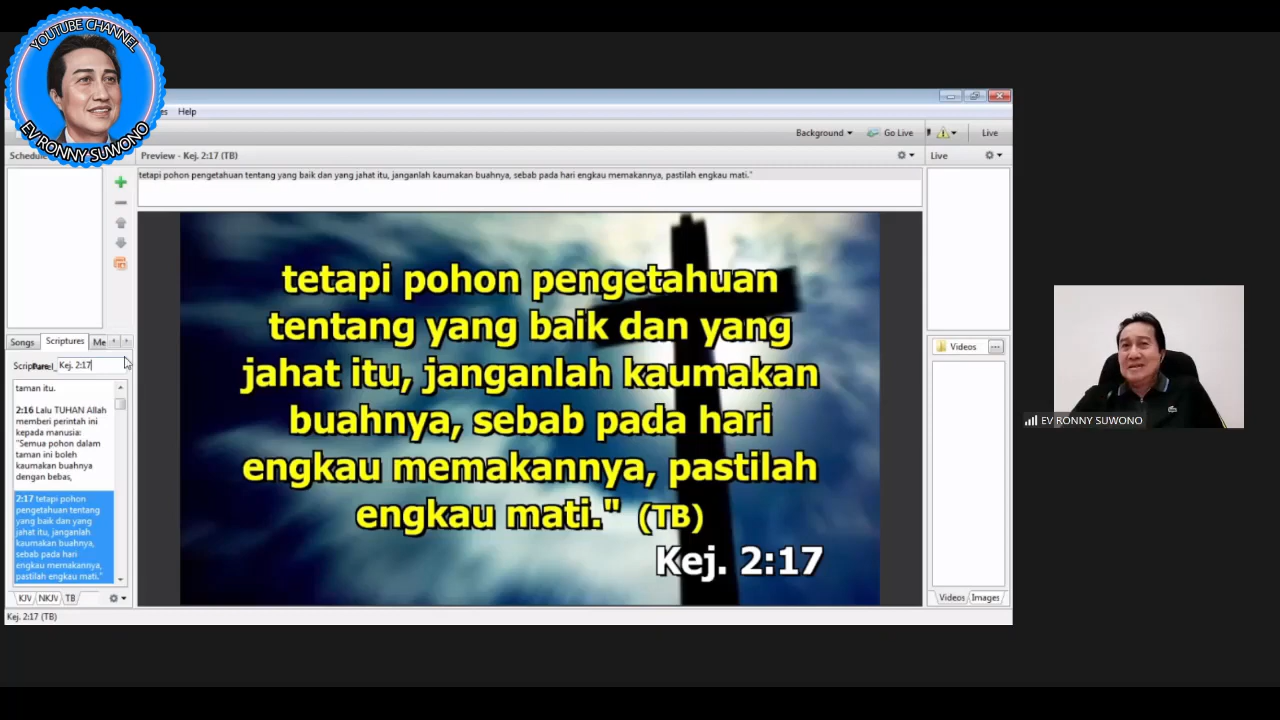 YOUTUBE CHANNEL
EV RONNY SUWONO
Help
Background
Go Live
Live
Schedule
Preview - Kej. 2:17 (TB)
Live
tetapi pohon pengetahuan tentang yang baik dan yang jahat itu, janganlah kaumakan buahnya, sebab pada hari engkau memakannya, pastilah engkau mati."
tetapi pohon pengetahuan
tentang yang baik dan yang
jahat itu, janganlah kaumakan
buahnya, sebab pada hari
engkau memakannya, pastilah
engkau mati." (TB)
Kej. 2:17
Songs
Scriptures
Me
Kej. 2:17
taman itu.
2:16 Lalu TUHAN Allah
memberi perintah ini
kepada manusia:
"Semua pohon dalam
taman ini boleh
kaumakan buahnya
dengan bebas,
2:17 tetapi pohon
pengetahuan tentang
yang baik dan yang
jahat itu, janganlah
kaumakan buahnya,
sebab pada hari
engkau memakannya,
pastilah engkau mati."
KJV
NKJV
TB
Kej. 2:17 (TB)
Videos
...
Videos
Images
EV RONNY SUWONO